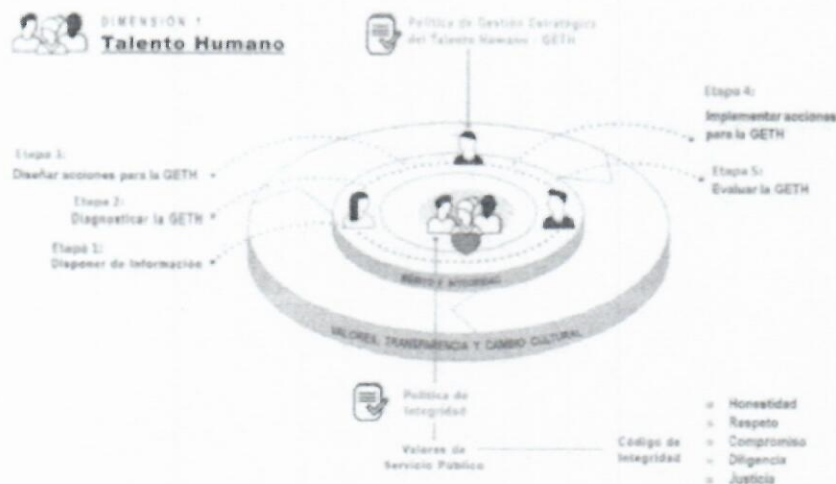 DIMENSIÓN 1
Talento Humano
Política de Gestión Estratégica
del Talento Humano - GETH
Etapa 4:
Implementar acciones
para la GETH
Etapa 3:
Diseñar acciones para la GETH
Etapa 5:
Evaluar la GETH
Etapa 2:
Diagnosticar la GETH
Etapa 1:
Disponer de Información
MÉRITO E INTEGRIDAD
VALORES, TRANSPARENCIA Y CAMBIO CULTURAL
Política de
Integridad
Valores de
Servicio Público
Código de
Integridad
Honestidad
Respeto
Compromiso
Diligencia
Justicia